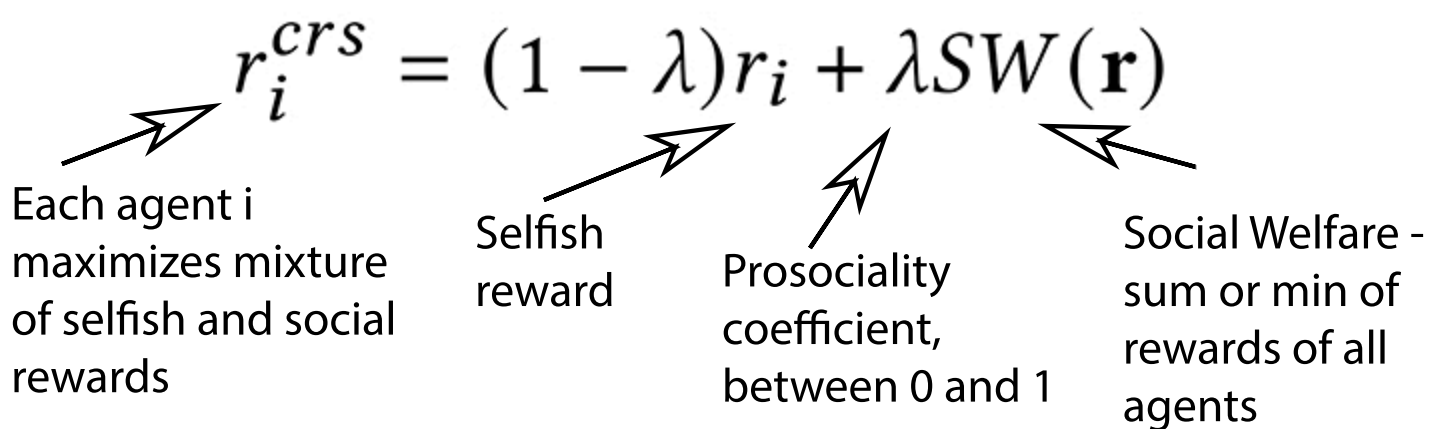 r_i^{crs} = (1 − λ)r_i + λSW(𝐫)
Each agent i
maximizes mixture
of selfish and social
rewards
Selfish
reward
Prosociality
coefficient,
between 0 and 1
Social Welfare -
sum or min of
rewards of all
agents